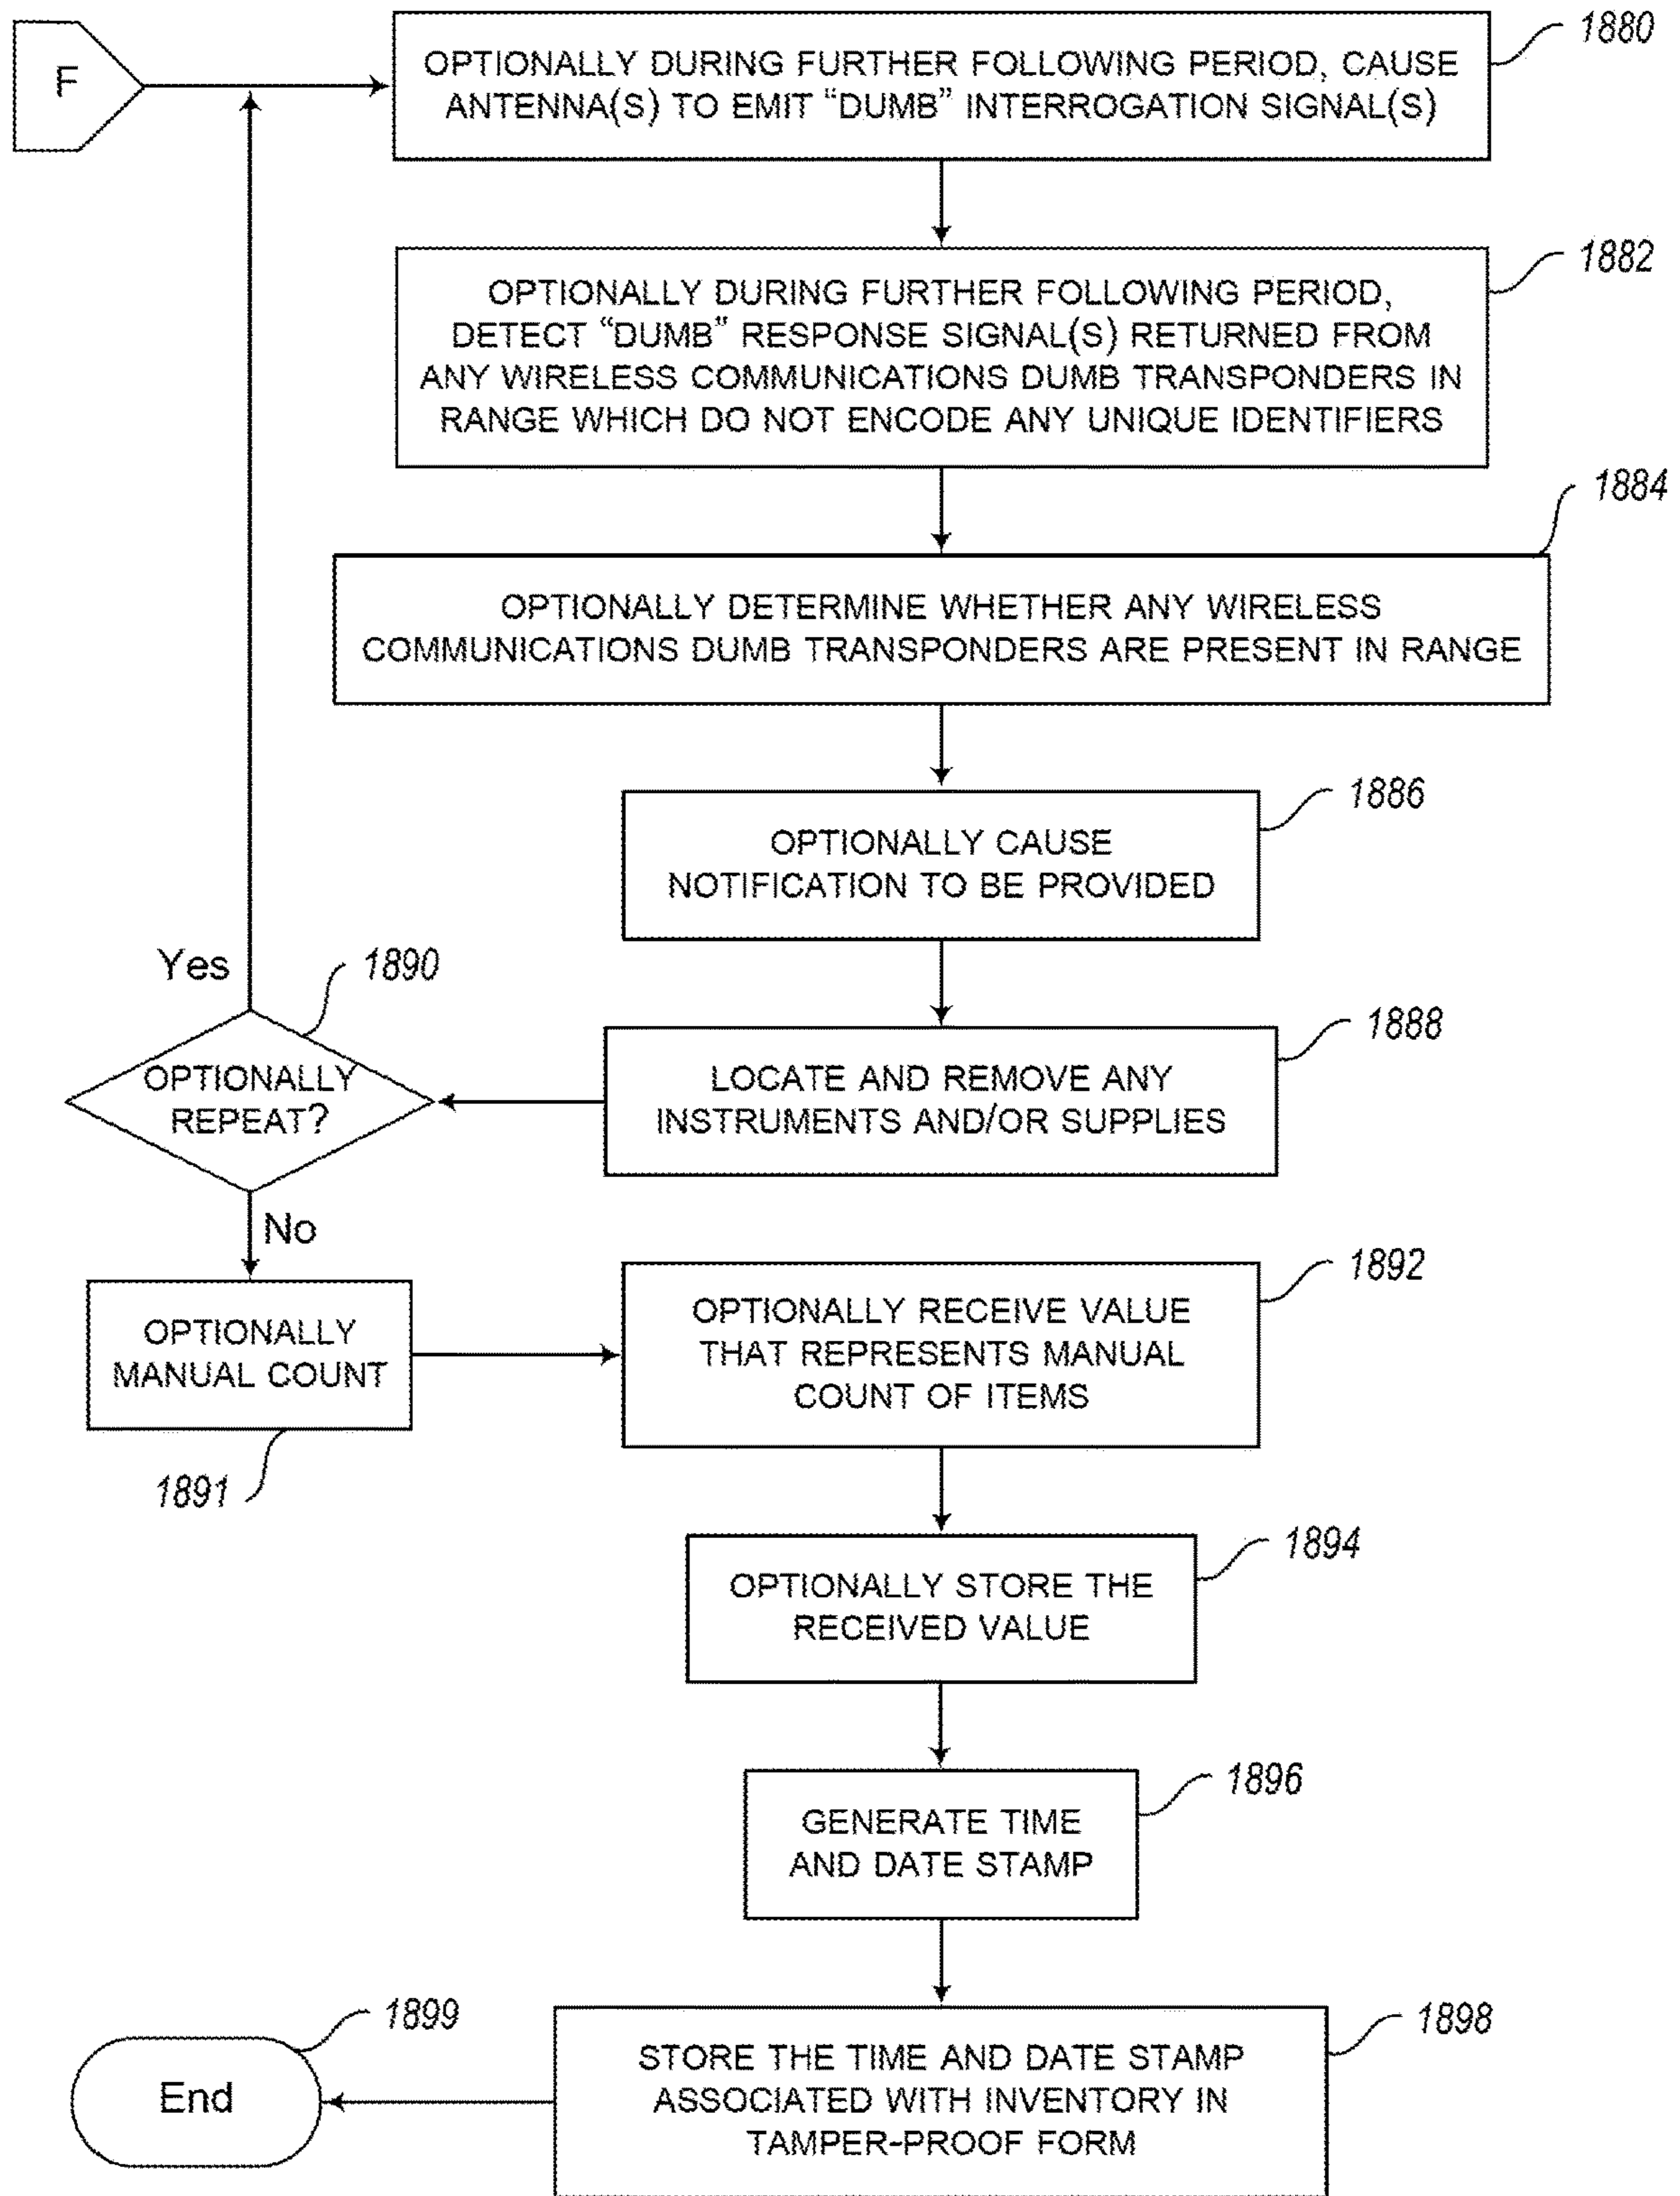 F
OPTIONALLY DURING FURTHER FOLLOWING PERIOD, CAUSE
ANTENNA(S) TO EMIT “DUMB” INTERROGATION SIGNAL(S)
1880
OPTIONALLY DURING FURTHER FOLLOWING PERIOD,
DETECT “DUMB” RESPONSE SIGNAL(S) RETURNED FROM
ANY WIRELESS COMMUNICATIONS DUMB TRANSPONDERS IN
RANGE WHICH DO NOT ENCODE ANY UNIQUE IDENTIFIERS
1882
OPTIONALLY DETERMINE WHETHER ANY WIRELESS
COMMUNICATIONS DUMB TRANSPONDERS ARE PRESENT IN RANGE
1884
OPTIONALLY CAUSE
NOTIFICATION TO BE PROVIDED
1886
LOCATE AND REMOVE ANY
INSTRUMENTS AND/OR SUPPLIES
1888
Yes
OPTIONALLY
REPEAT?
1890
No
OPTIONALLY
MANUAL COUNT
1891
OPTIONALLY RECEIVE VALUE
THAT REPRESENTS MANUAL
COUNT OF ITEMS
1892
OPTIONALLY STORE THE
RECEIVED VALUE
1894
GENERATE TIME
AND DATE STAMP
1896
STORE THE TIME AND DATE STAMP
ASSOCIATED WITH INVENTORY IN
TAMPER-PROOF FORM
1898
End
1899